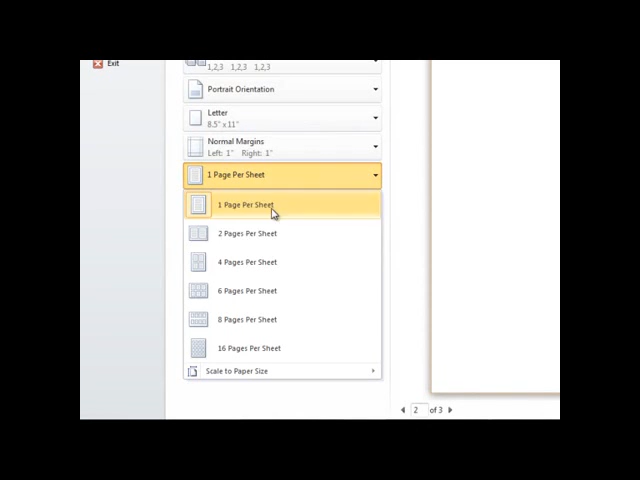 Exit
1,2,3 1,2,3 1,2,3
Portrait Orientation
Letter
8.5" x 11"
Normal Margins
Left: 1" Right: 1"
1 Page Per Sheet
1 Page Per Sheet
2 Pages Per Sheet
4 Pages Per Sheet
6 Pages Per Sheet
8 Pages Per Sheet
16 Pages Per Sheet
Scale to Paper Size
2 of 3